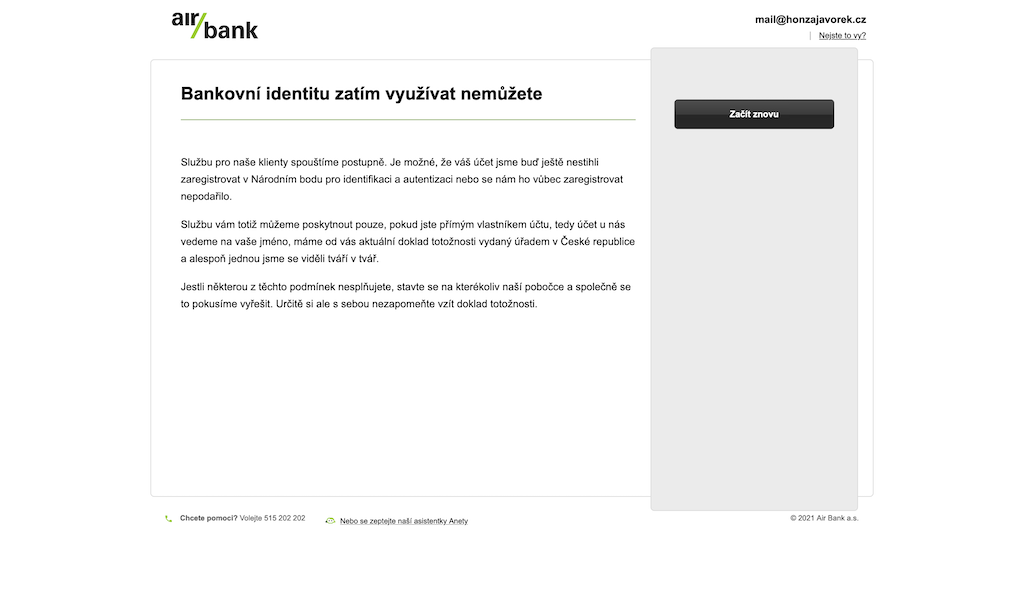 air bank
mail@honzajavorek.cz
| Nejste to vy?
Bankovní identitu zatím využívat nemůžete
Začít znovu
Službu pro naše klienty spouštíme postupně. Je možné, že váš účet jsme buď ještě nestihli
zaregistrovat v Národním bodu pro identifikaci a autentizaci nebo se nám ho vůbec zaregistrovat
nepodařilo.
Službu vám totiž můžeme poskytnout pouze, pokud jste přímým vlastníkem účtu, tedy účet u nás
vedeme na vaše jméno, máme od vás aktuální doklad totožnosti vydaný úřadem v České republice
a alespoň jednou jsme se viděli tváří v tvář.
Jestli některou z těchto podmínek nesplňujete, stavte se na kterékoliv naší pobočce a společně se
to pokusíme vyřešit. Určitě si ale s sebou nezapomeňte vzít doklad totožnosti.
Chcete pomoci? Volejte 515 202 202
Nebo se zeptejte naší asistentky Anety
© 2021 Air Bank a.s.